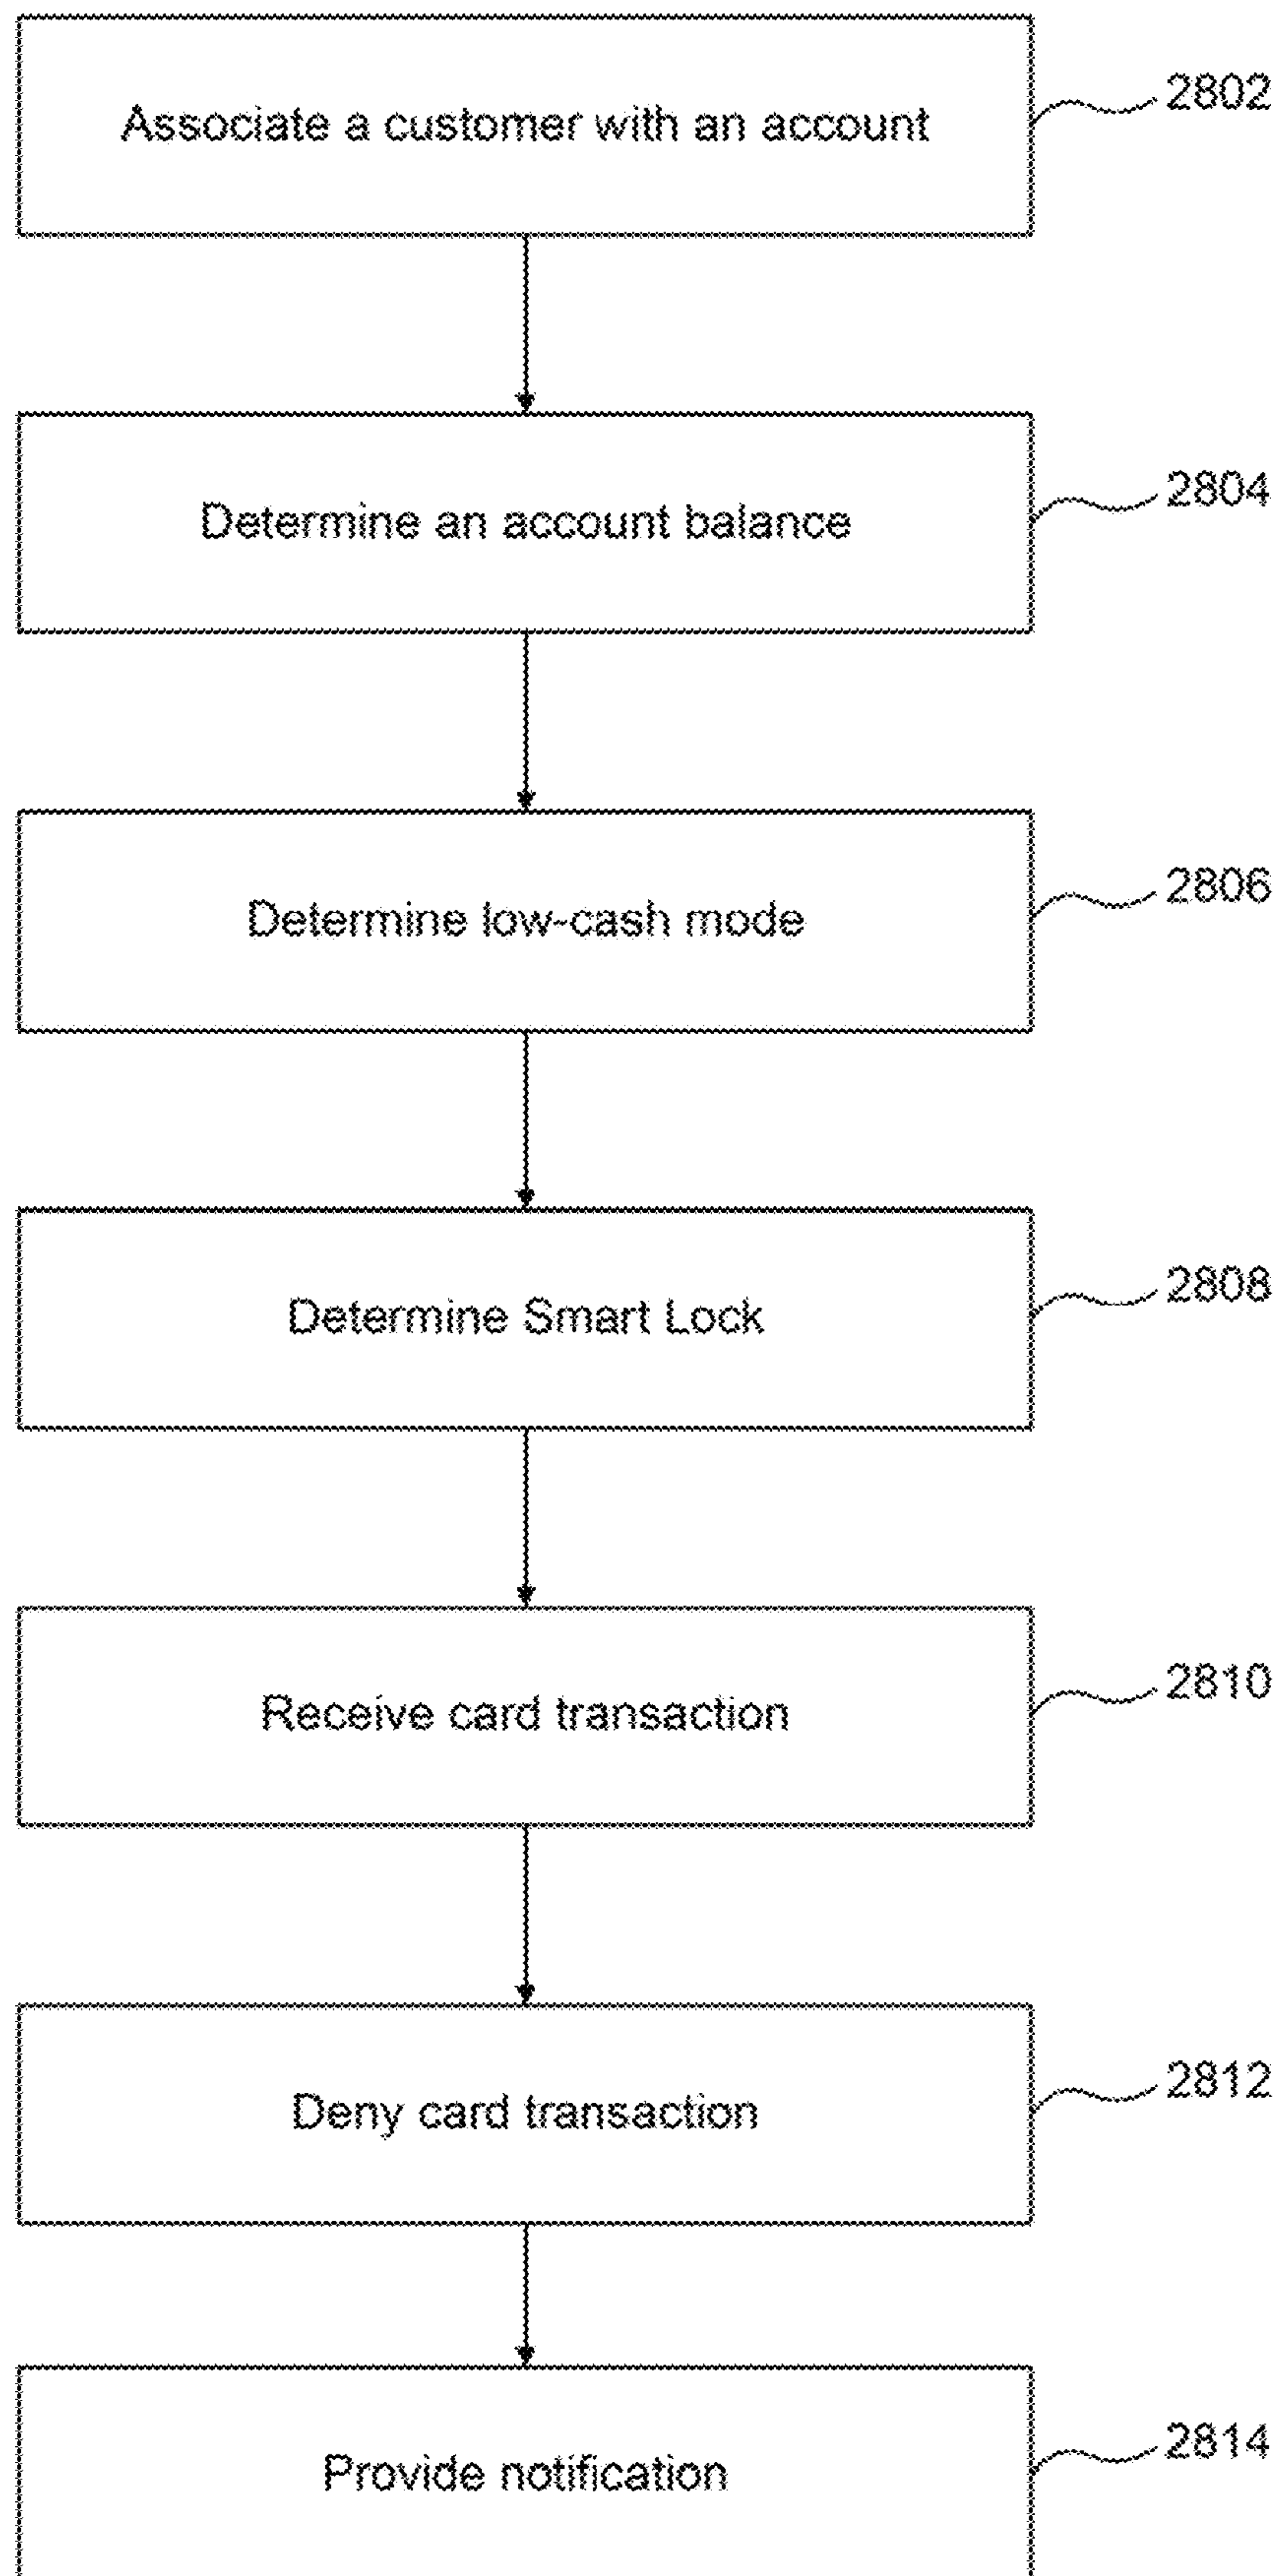 Associate a customer with an account
2802
Determine an account balance
2804
Determine low-cash mode
2806
Determine Smart Lock
2808
Receive card transaction
2810
Deny card transaction
2812
Provide notification
2814